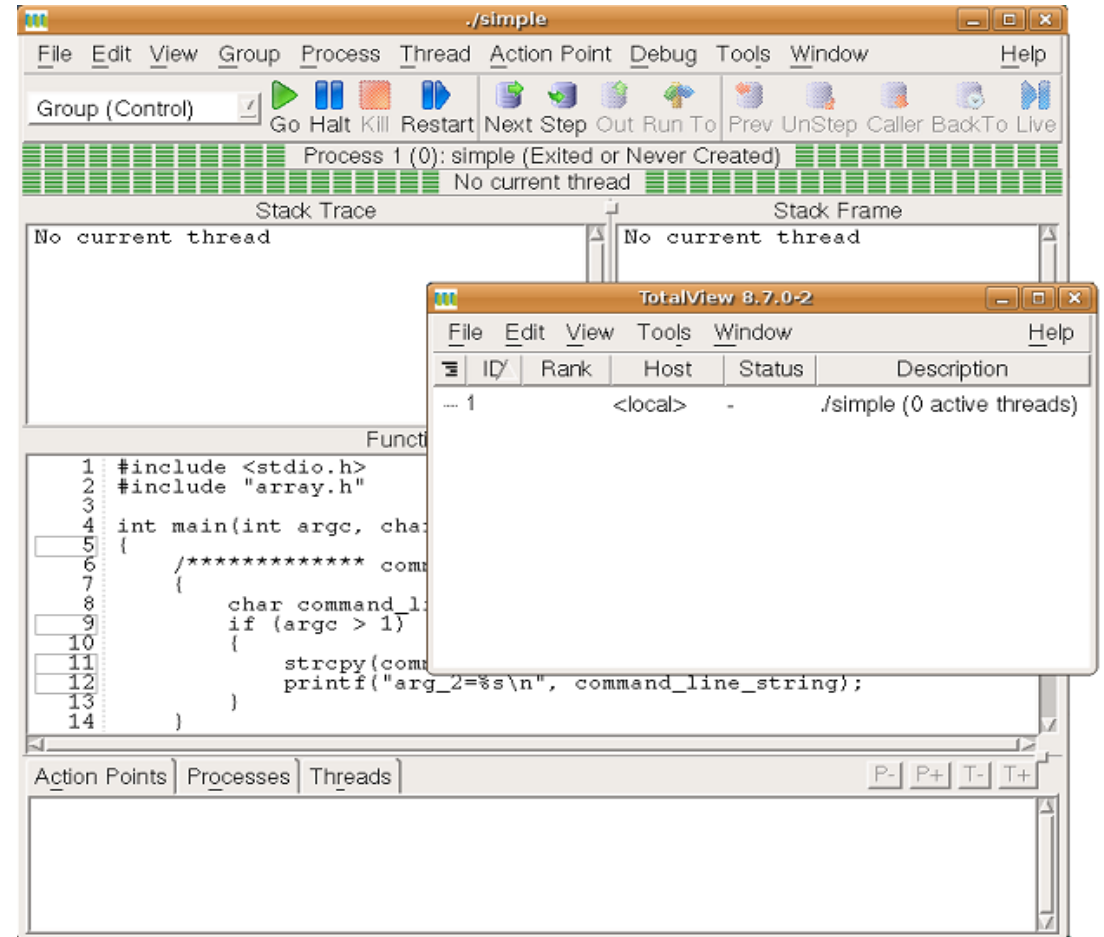 ./simple
File Edit View Group Process Thread Action Point Debug Tools Window Help
Group (Control)
Go Halt Kill Restart Next Step Out Run To Prev UnStep Caller BackTo Live
Process 1 (0): simple (Exited or Never Created)
No current thread
Stack Trace
No current thread
Stack Frame
No current thread
TotalView 8.7.0-2
File Edit View Tools Window Help
ID Rank Host Status Description
1 <local> - ./simple (0 active threads)
Functi
1 #include <stdio.h>
2 #include "array.h"
3
4 int main(int argc, char
5 {
6 /************* comm
7 {
8 char command_li
9 if (argc > 1)
10 {
11 strcpy(comm
12 printf("arg_2=%s\n", command_line_string);
13 }
14 }
Action Points Processes Threads P- P+ T- T+